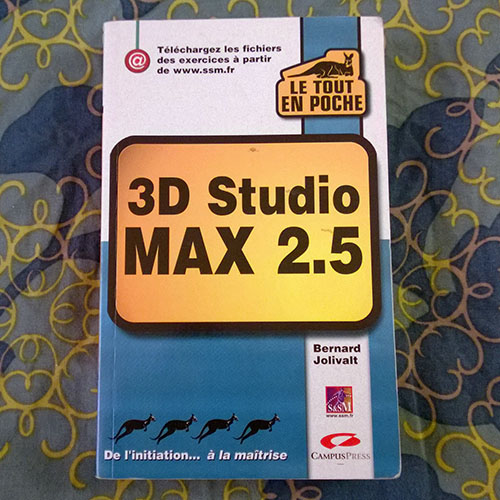 @ Téléchargez les fichiers
des exercices à partir
de www.ssm.fr
LE TOUT
EN POCHE
3D Studio
MAX 2.5
Bernard
Jolivalt
S&SM
www.ssm.fr
CAMPUSPRESS
De l'initiation... à la maîtrise